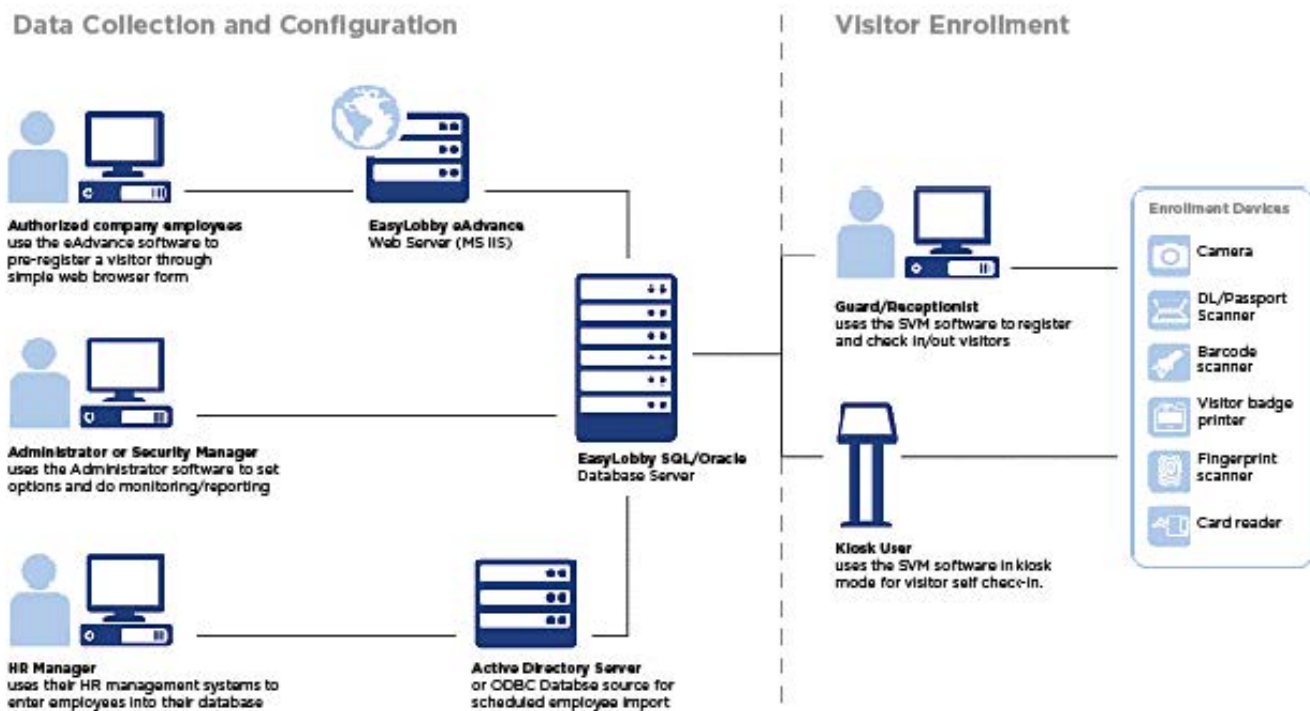 Data Collection and Configuration
Visitor Enrollment
Authorized company employees
use the eAdvance software to
pre-register a visitor through
simple web browser form
EasyLobby eAdvance
Web Server (MS IIS)
Administrator or Security Manager
uses the Administrator software to set
options and do monitoring/reporting
EasyLobby SQL/Oracle
Database Server
HR Manager
uses their HR management systems to
enter employees into their database
Active Directory Server
or ODBC Databse source for
scheduled employee import
Guard/Receptionist
uses the SVM software to register
and check in/out visitors
Kiosk User
uses the SVM software in kiosk
mode for visitor self check-in.
Enrollment Devices
Camera
DL/Passport
Scanner
Barcode
scanner
Visitor badge
printer
Fingerprint
scanner
Card reader